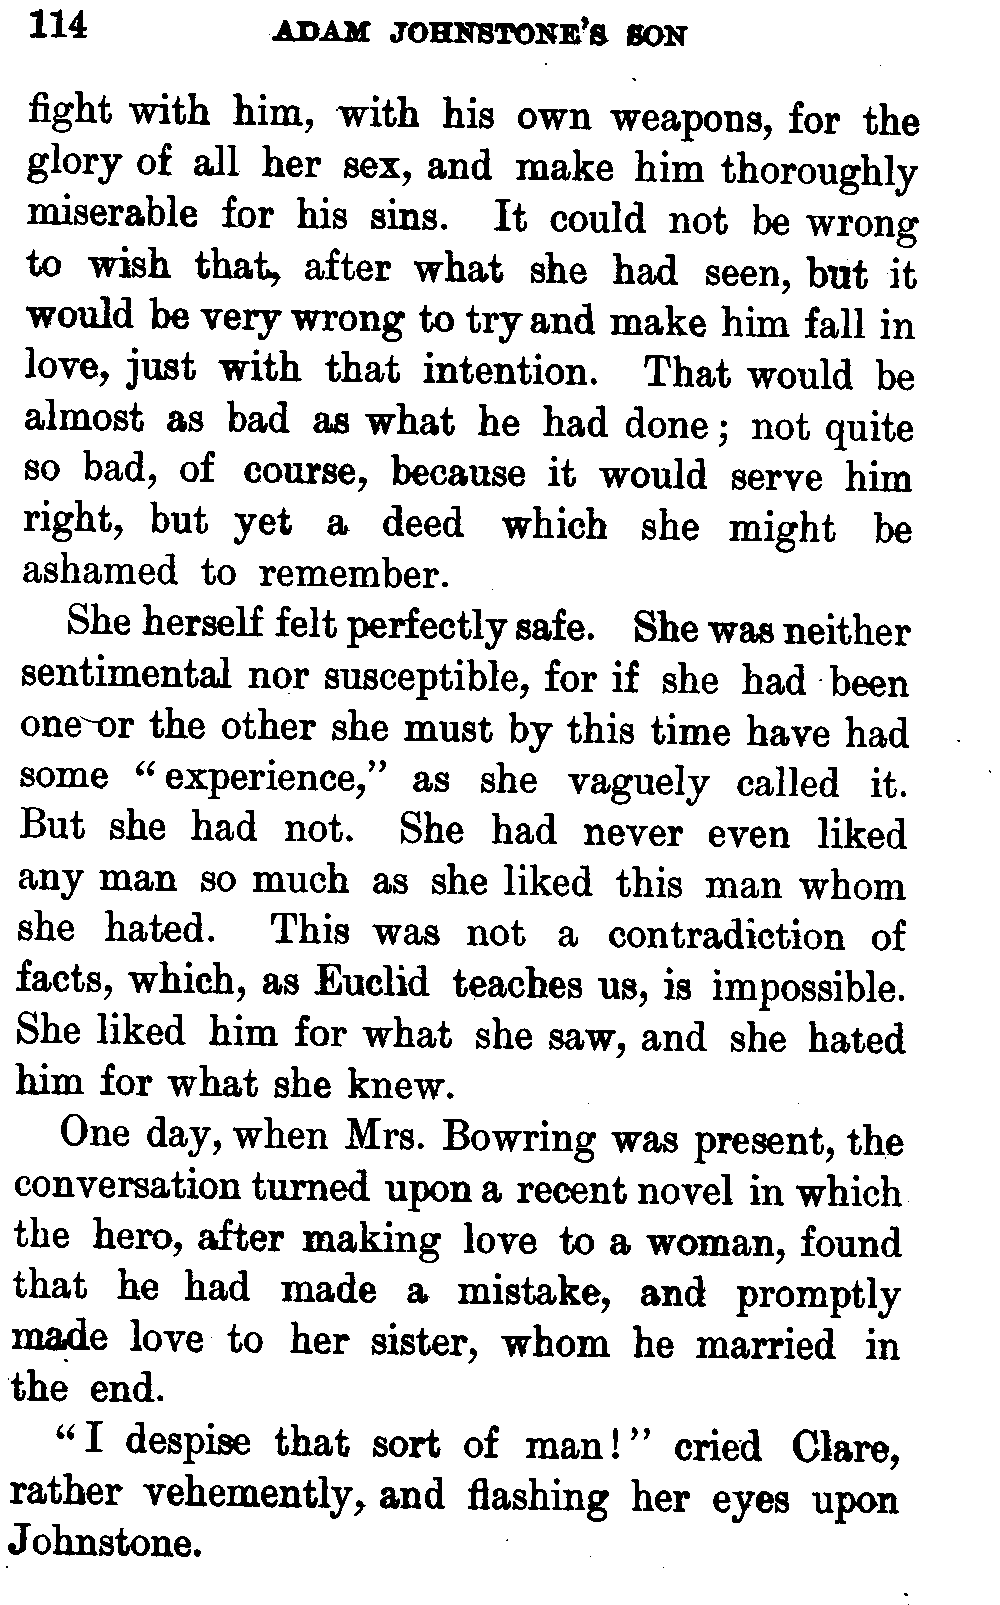 114 ADAM JOHNSTONE'S SON
fight with him, with his own weapons, for the
glory of all her sex, and make him thoroughly
miserable for his sins. It could not be wrong
to wish that, after what she had seen, but it
would be very wrong to try and make him fall in
love, just with that intention. That would be
almost as bad as what he had done; not quite
so bad, of course, because it would serve him
right, but yet a deed which she might be
ashamed to remember.
She herself felt perfectly safe. She was neither
sentimental nor susceptible, for if she had been
one or the other she must by this time have had
some "experience," as she vaguely called it.
But she had not. She had never even liked
any man so much as she liked this man whom
she hated. This was not a contradiction of
facts, which, as Euclid teaches us, is impossible.
She liked him for what she saw, and she hated
him for what she knew.
One day, when Mrs. Bowring was present, the
conversation turned upon a recent novel in which
the hero, after making love to a woman, found
that he had made a mistake, and promptly
made love to her sister, whom he married in
the end.
"I despise that sort of man!" cried Clare,
rather vehemently, and flashing her eyes upon
Johnstone.